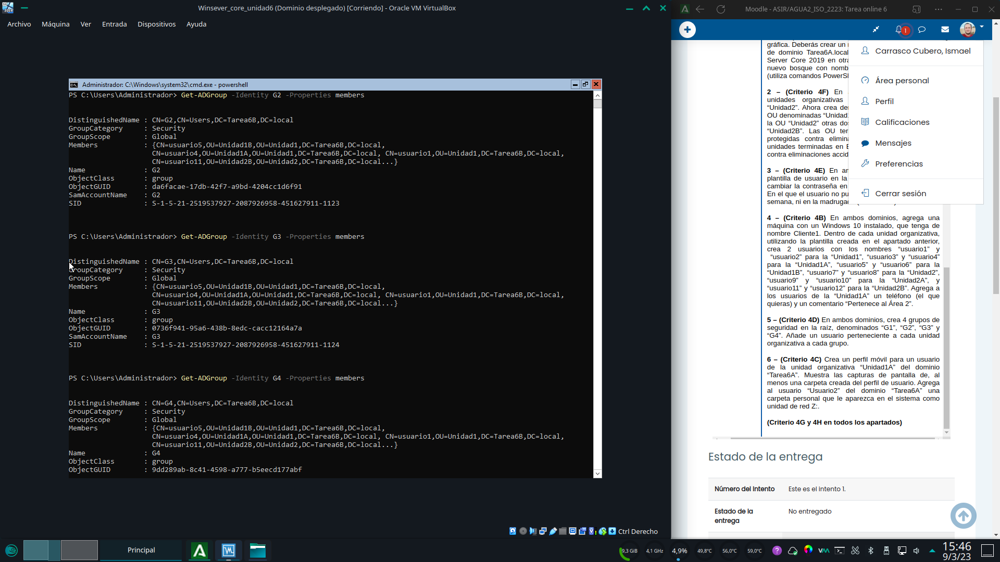 Winsever_core_unidad6 (Dominio desplegado) [Corriendo] - Oracle VM VirtualBox
Archivo Máquina Ver Entrada Dispositivos Ayuda
Administrador: C:\Windows\system32\cmd.exe - powershell
PS C:\Users\Administrador> Get-ADGroup -Identity G2 -Properties members
DistinguishedName : CN=G2,CN=Users,DC=Tarea6B,DC=local
GroupCategory : Security
GroupScope : Global
Members : {CN=usuario5,OU=Unidad1B,OU=Unidad1,DC=Tarea6B,DC=local,
CN=usuario4,OU=Unidad1A,OU=Unidad1,DC=Tarea6B,DC=local, CN=usuario1,OU=Unidad1,DC=Tarea6B,DC=local,
CN=usuario11,OU=Unidad2B,OU=Unidad2,DC=Tarea6B,DC=local...}
Name : G2
ObjectClass : group
ObjectGUID : da6facae-17db-42f7-a9bd-4204cc1d6f91
SamAccountName : G2
SID : S-1-5-21-2519537927-2087926958-451627911-1123
PS C:\Users\Administrador> Get-ADGroup -Identity G3 -Properties members
DistinguishedName : CN=G3,CN=Users,DC=Tarea6B,DC=local
GroupCategory : Security
GroupScope : Global
Members : {CN=usuario5,OU=Unidad1B,OU=Unidad1,DC=Tarea6B,DC=local,
CN=usuario4,OU=Unidad1A,OU=Unidad1,DC=Tarea6B,DC=local, CN=usuario1,OU=Unidad1,DC=Tarea6B,DC=local,
CN=usuario11,OU=Unidad2B,OU=Unidad2,DC=Tarea6B,DC=local...}
Name : G3
ObjectClass : group
ObjectGUID : 0736f941-95a6-438b-8edc-cacc12164a7a
SamAccountName : G3
SID : S-1-5-21-2519537927-2087926958-451627911-1124
PS C:\Users\Administrador> Get-ADGroup -Identity G4 -Properties members
DistinguishedName : CN=G4,CN=Users,DC=Tarea6B,DC=local
GroupCategory : Security
GroupScope : Global
Members : {CN=usuario5,OU=Unidad1B,OU=Unidad1,DC=Tarea6B,DC=local,
CN=usuario4,OU=Unidad1A,OU=Unidad1,DC=Tarea6B,DC=local, CN=usuario1,OU=Unidad1,DC=Tarea6B,DC=local,
CN=usuario11,OU=Unidad2B,OU=Unidad2,DC=Tarea6B,DC=local...}
Name : G4
ObjectClass : group
ObjectGUID : 9dd289ab-8c41-4598-a777-b5eecd177abf
Ctrl Derecho
Moodle - ASIR/AGUA2_ISO_2223: Tarea online 6
1
Carrasco Cubero, Ismael
Área personal
Perfil
Calificaciones
Mensajes
Preferencias
Cerrar sesión
gráfica. Deberás crear un
de dominio Tarea6A.local
Server Core 2019 en otra
nuevo bosque con nomb
(utiliza comandos PowerSh
2 – (Criterio 4F) En
unidades organizativas
“Unidad2”. Ahora crea der
OU denominadas “Unidad
la OU “Unidad2” otras dos
“Unidad2B”. Las OU ter
protegidas contra elimina
unidades terminadas en B
contra eliminaciones accid
3 – (Criterio 4E) En am
plantilla de usuario en la
cambiar la contraseña en
En el que el usuario no pu
semana, ni en la madrugad
4 – (Criterio 4B) En ambos dominios, agrega una
máquina con un Windows 10 instalado, que tenga de
nombre Cliente1. Dentro de cada unidad organizativa,
utilizando la plantilla creada en el apartado anterior,
crea 2 usuarios con los nombres “usuario1” y
“usuario2” para la “Unidad1”, “usuario3” y “usuario4”
para la “Unidad1A”, “usuario5” y “usuario6” para la
“Unidad1B”, “usuario7” y “usuario8” para la “Unidad2”,
“usuario9” y “usuario10” para la “Unidad2A”, y
“usuario11” y “usuario12” para la “Unidad2B”. Agrega a
los usuarios de la “Unidad1A” un teléfono (el que
quieras) y un comentario “Pertenece al Área 2”.
5 – (Criterio 4D) En ambos dominios, crea 4 grupos de
seguridad en la raíz, denominados “G1”, “G2”, “G3” y
“G4”. Añade un usuario perteneciente a cada unidad
organizativa a cada grupo.
6 – (Criterio 4C) Crea un perfil móvil para un usuario
de la unidad organizativa “Unidad1A” del dominio
“Tarea6A”. Muestra las capturas de pantalla de, al
menos una carpeta creada del perfil de usuario. Agrega
al usuario “Usuario2” del dominio “Tarea6A” una
carpeta personal que le aparezca en el sistema como
unidad de red Z:.
(Criterio 4G y 4H en todos los apartados)
Estado de la entrega
Número del intento Este es el intento 1.
Estado de la entrega No entregado
Principal
9,3 GiB 4,1 GHz 4,9% 49,8°C 56,0°C 59,0°C
15:46
9/3/23